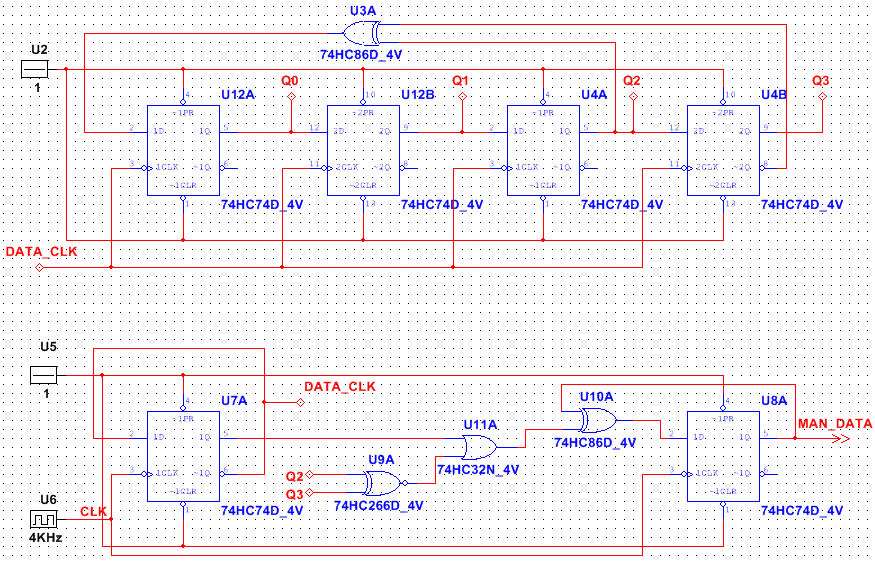 U3A
74HC86D_4V
U2
1
U12A
Q0
U12B
Q1
U4A
Q2
U4B
Q3
4
~1PR
10
~2PR
4
~1PR
10
~2PR
2
1D
1Q
5
12
2D
2Q
9
2
1D
1Q
5
12
2D
2Q
9
3
1CLK
~1Q
6
11
2CLK
~2Q
8
3
1CLK
~1Q
6
11
2CLK
~2Q
8
~1CLR
~2CLR
~1CLR
~2CLR
1
13
1
13
74HC74D_4V
74HC74D_4V
74HC74D_4V
74HC74D_4V
DATA_CLK
U5
1
DATA_CLK
U7A
U10A
U8A
4
~1PR
4
~1PR
MAN_DATA
U11A
2
1D
1Q
5
74HC86D_4V
2
1D
1Q
5
74HC32N_4V
U9A
3
1CLK
~1Q
6
Q2
Q3
3
1CLK
~1Q
6
~1CLR
~1CLR
1
1
U6
CLK
74HC74D_4V
74HC266D_4V
74HC74D_4V
4KHz